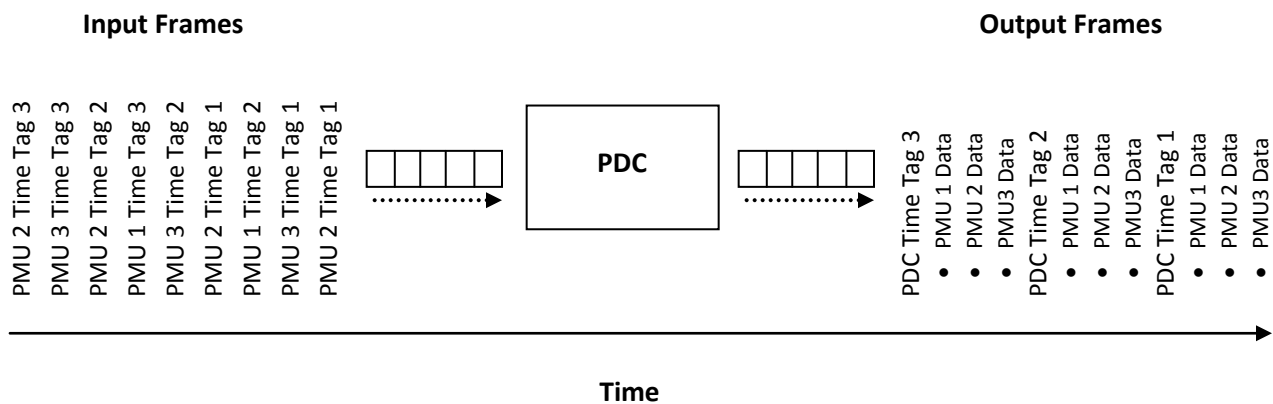 Input Frames
Output Frames
PMU 2 Time Tag 3
PMU 3 Time Tag 3
PMU 2 Time Tag 2
PMU 1 Time Tag 3
PMU 3 Time Tag 2
PMU 2 Time Tag 1
PMU 1 Time Tag 2
PMU 3 Time Tag 1
PMU 2 Time Tag 1
PDC
PDC Time Tag 3
• PMU 1 Data
• PMU 2 Data
• PMU3 Data
PDC Time Tag 2
• PMU 1 Data
• PMU 2 Data
• PMU3 Data
PDC Time Tag 1
• PMU 1 Data
• PMU 2 Data
• PMU3 Data
Time